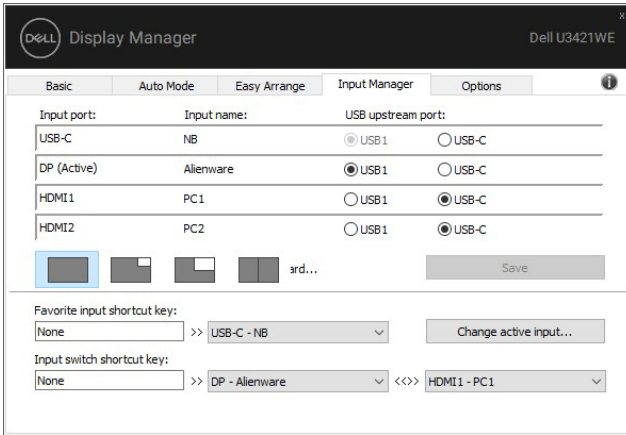 DELL Display Manager Dell U3421WE x
Basic Auto Mode Easy Arrange Input Manager Options
Input port: Input name: USB upstream port:
USB-C NB USB1 USB-C
DP (Active) Alienware USB1 USB-C
HDMI1 PC1 USB1 USB-C
HDMI2 PC2 USB1 USB-C
ard... Save
Favorite input shortcut key:
None >> USB-C - NB Change active input...
Input switch shortcut key:
None >> DP - Alienware <<>> HDMI1 - PC1